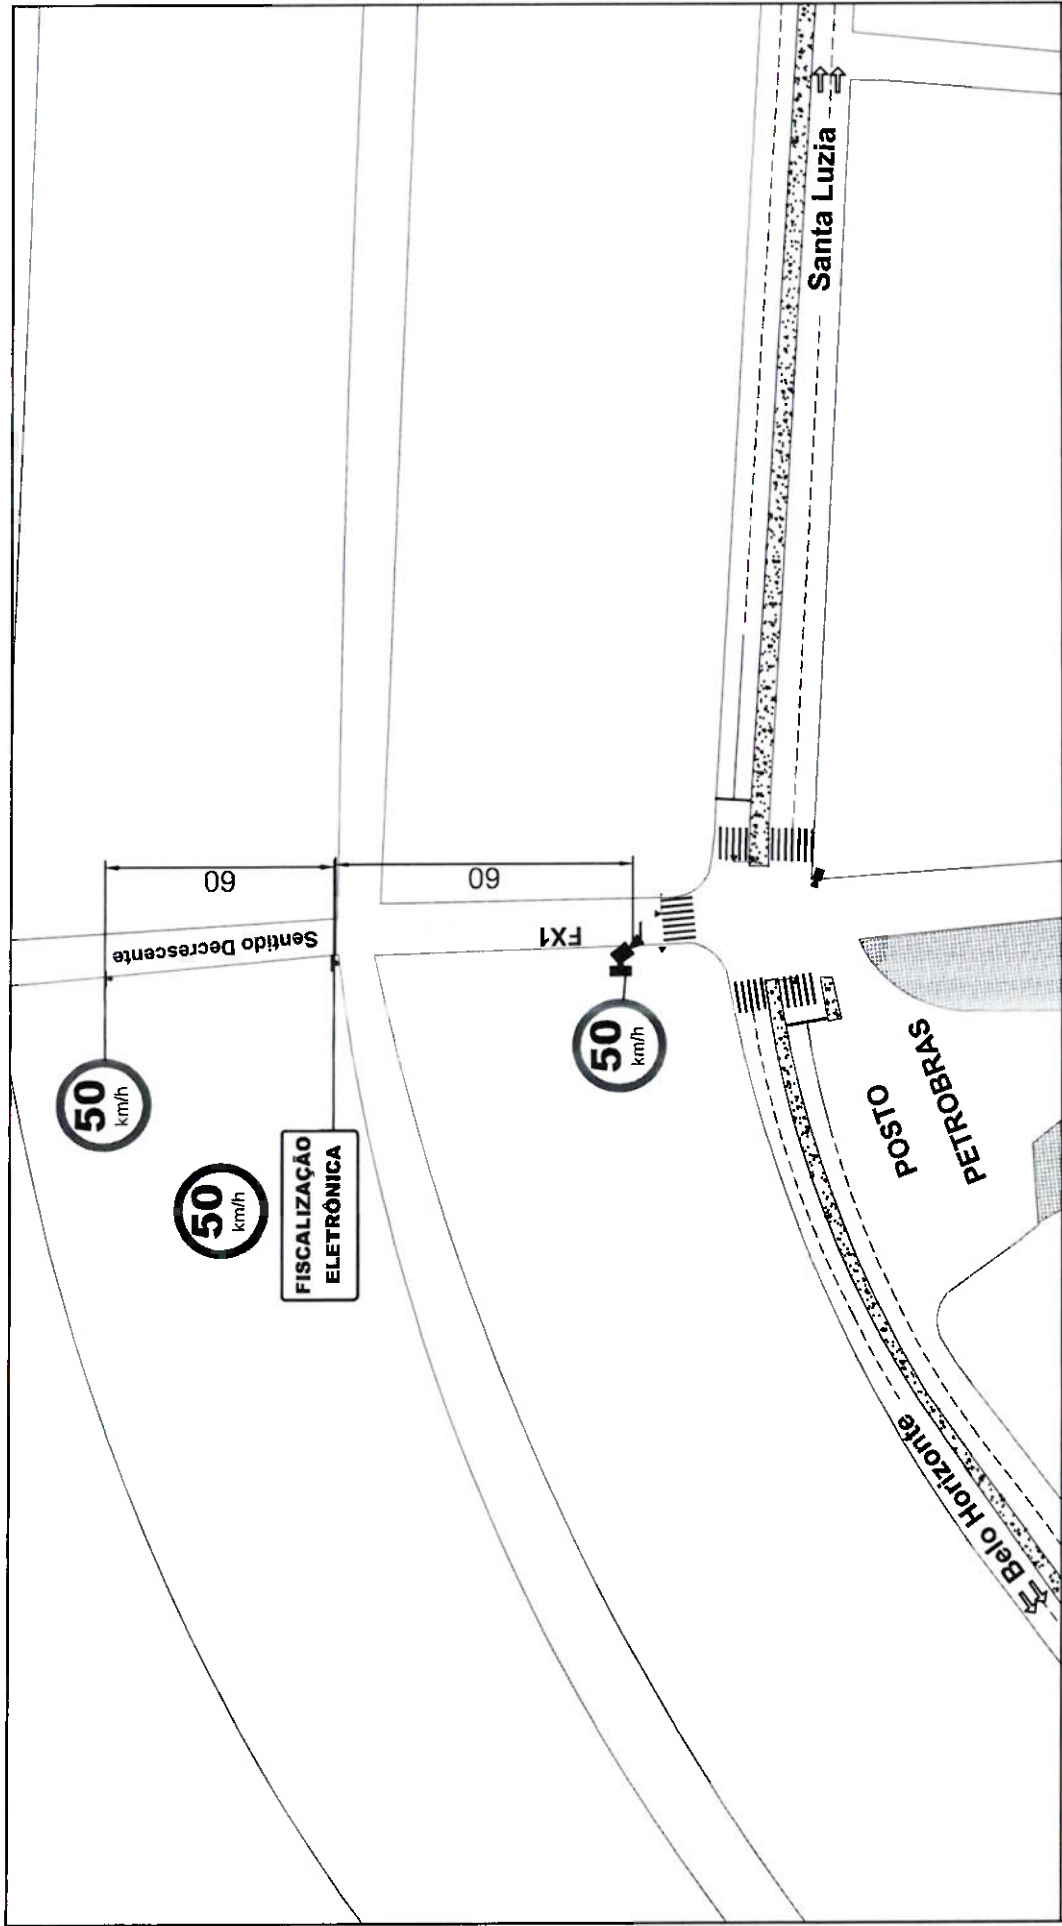 50
km/h
50
km/h
FISCALIZAÇÃO
ELETRÔNICA
Sentido Decrescente
60
60
FX1
50
km/h
Santa Luzia
Belo Horizonte
POSTO
PETROBRAS